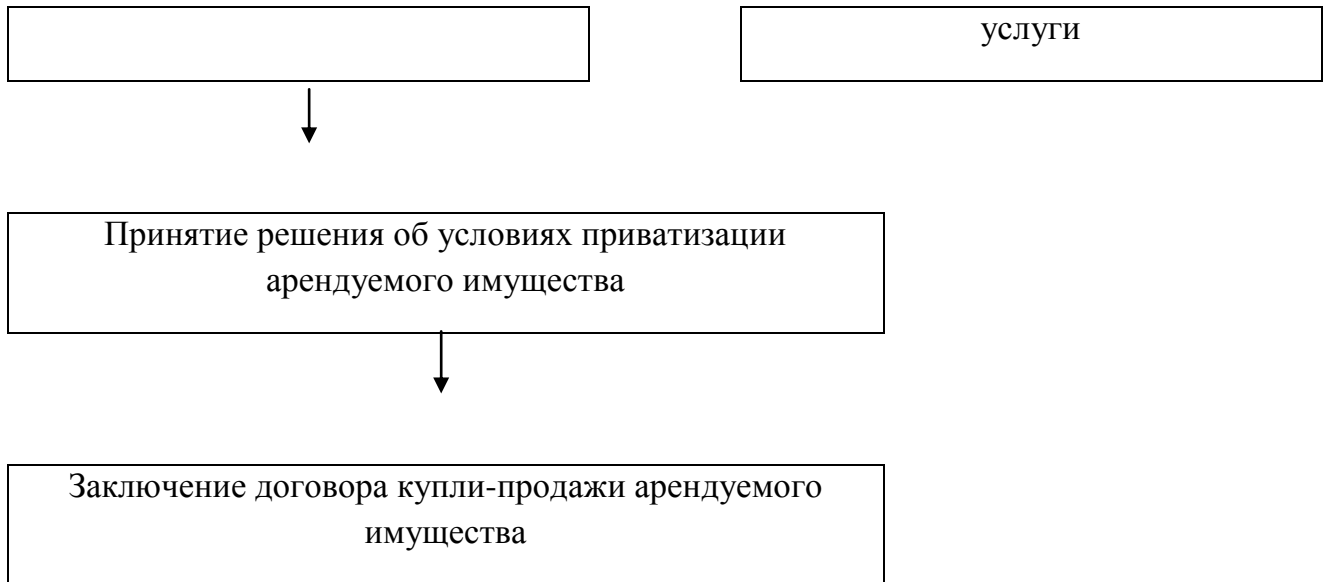 услуги
Принятие решения об условиях приватизации
арендуемого имущества
Заключение договора купли-продажи арендуемого
имущества